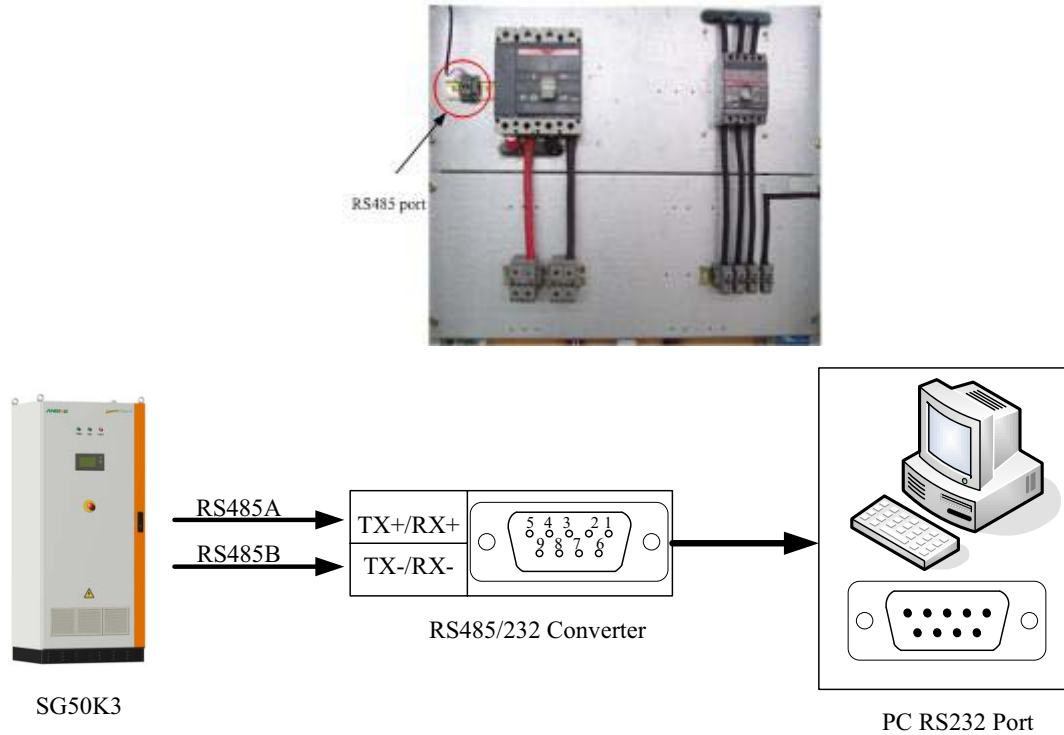 RS485 port
RS485A
TX+/RX+
5 4 3 2 1
9 8 7 6
RS485B
TX-/RX-
RS485/232 Converter
SG50K3
PC RS232 Port